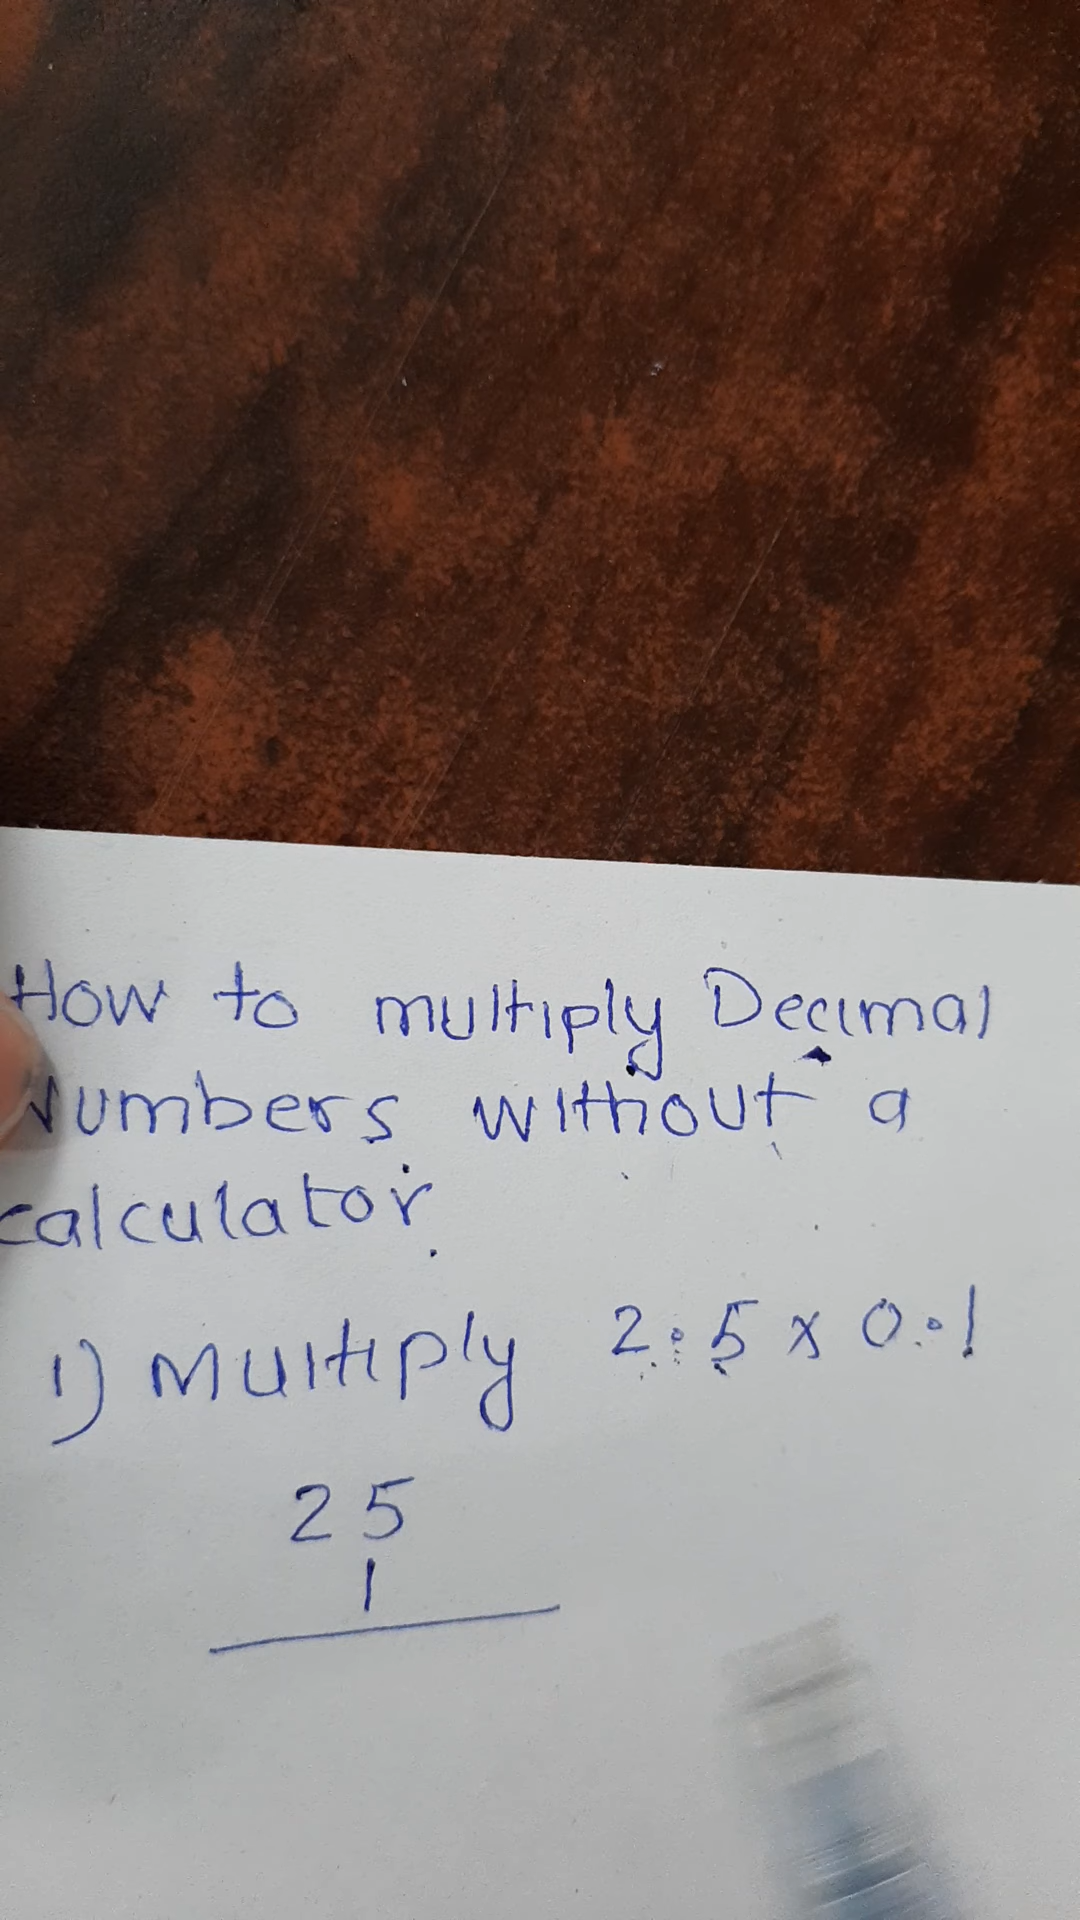 How to multiply Decimal
Numbers without a
calculator.
1) Multiply 2.5 x 0.1
25
1